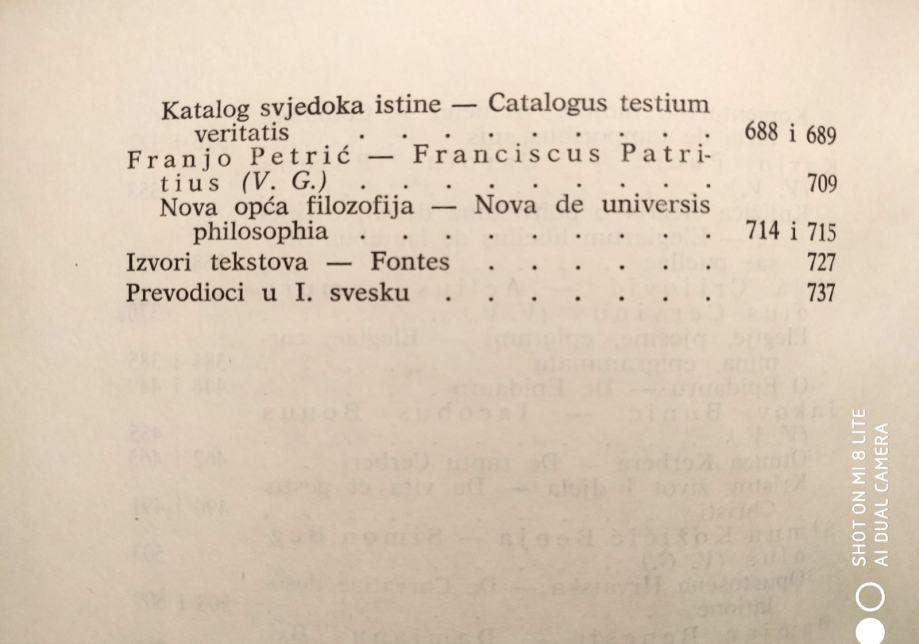 Katalog svjedoka istine — Catalogus testium
veritatis . . . . . . . . 688 i 689
Franjo Petrić — Franciscus Patri-
tius (V. G.) . . . . . . . . . 709
Nova opća filozofija — Nova de universis
philosophia . . . . . . . . 714 i 715
Izvori tekstova — Fontes . . . . . . 727
Prevodioci u I. svesku . . . . . . . 737
SHOT ON MI 8 LITE
AI DUAL CAMERA